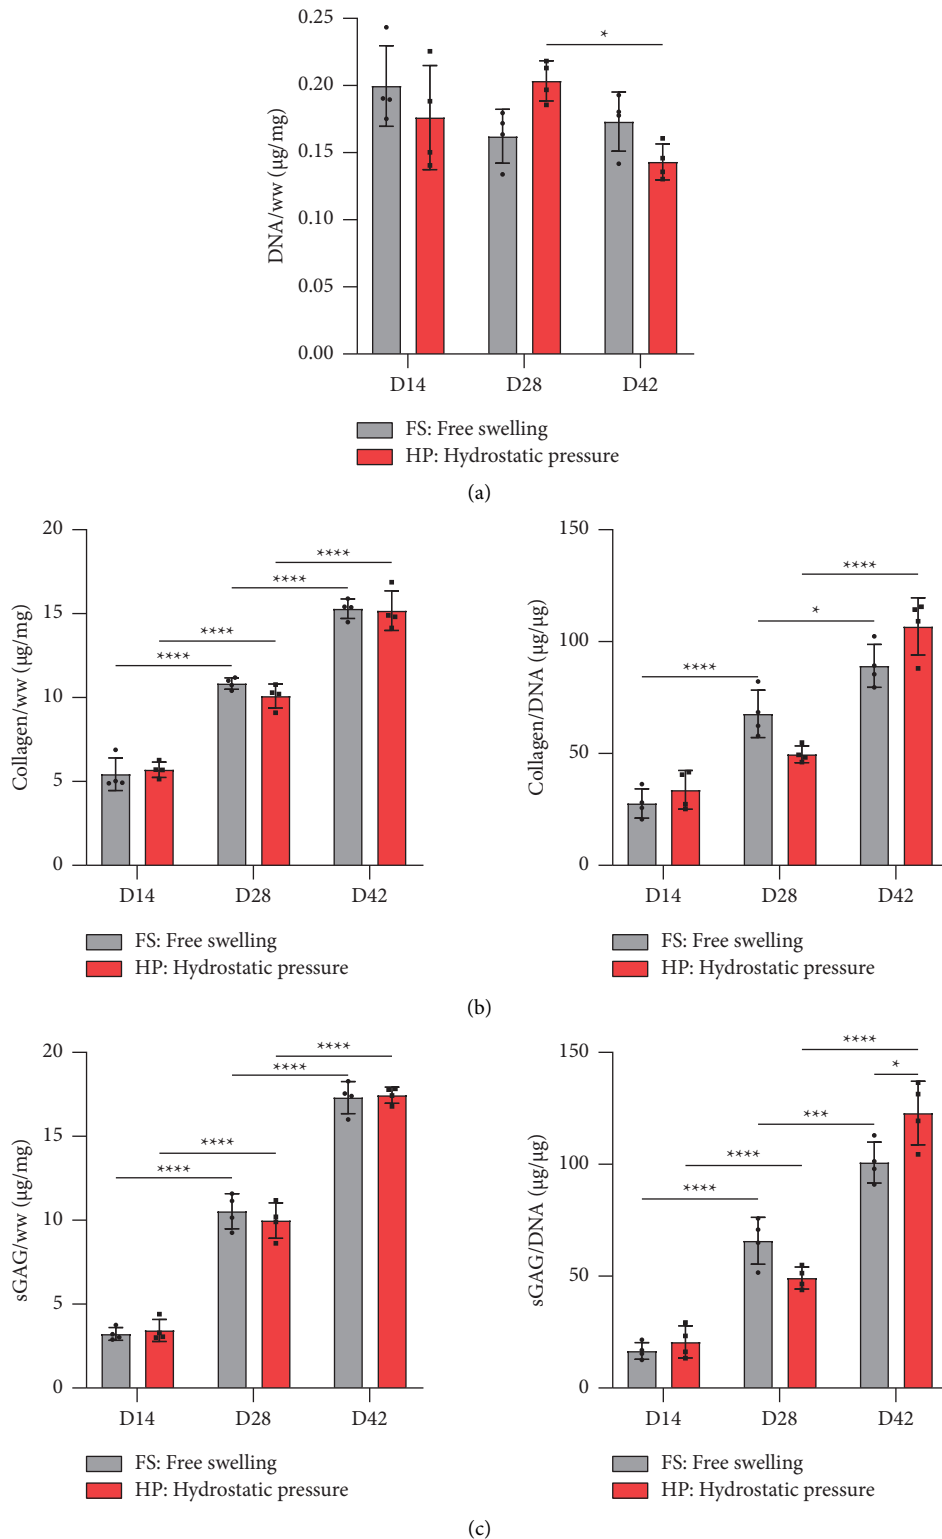 0.25
0.20
0.15
0.10
0.05
0.00
DNA/ww (µg/mg)
*
D14 D28 D42
FS: Free swelling
HP: Hydrostatic pressure
(a)
20
15
10
5
0
Collagen/ww (µg/mg)
****
****
****
****
D14 D28 D42
FS: Free swelling
HP: Hydrostatic pressure
150
100
50
0
Collagen/DNA (µg/µg)
****
*
****
D14 D28 D42
FS: Free swelling
HP: Hydrostatic pressure
(b)
20
15
10
5
0
sGAG/ww (µg/mg)
****
****
****
****
D14 D28 D42
FS: Free swelling
HP: Hydrostatic pressure
150
100
50
0
sGAG/DNA (µg/µg)
****
*
***
****
****
D14 D28 D42
FS: Free swelling
HP: Hydrostatic pressure
(c)